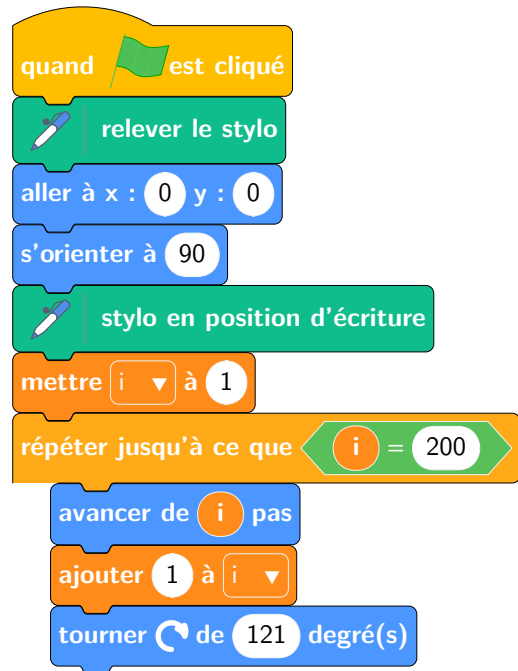 quand est cliqué
relever le stylo
aller à x : 0 y : 0
s'orienter à 90
stylo en position d'écriture
mettre i à 1
répéter jusqu'à ce que i = 200
avancer de i pas
ajouter 1 à i
tourner de 121 degré(s)